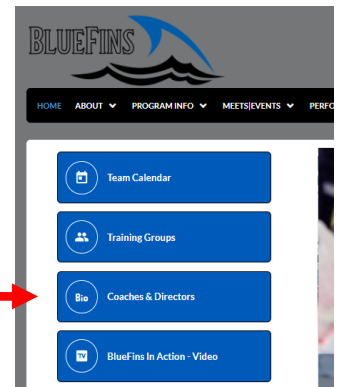 BLUEFINS
HOME ABOUT PROGRAM INFO MEETS|EVENTS PERFO
Team Calendar
Training Groups
Bio Coaches & Directors
TV BlueFins In Action - Video